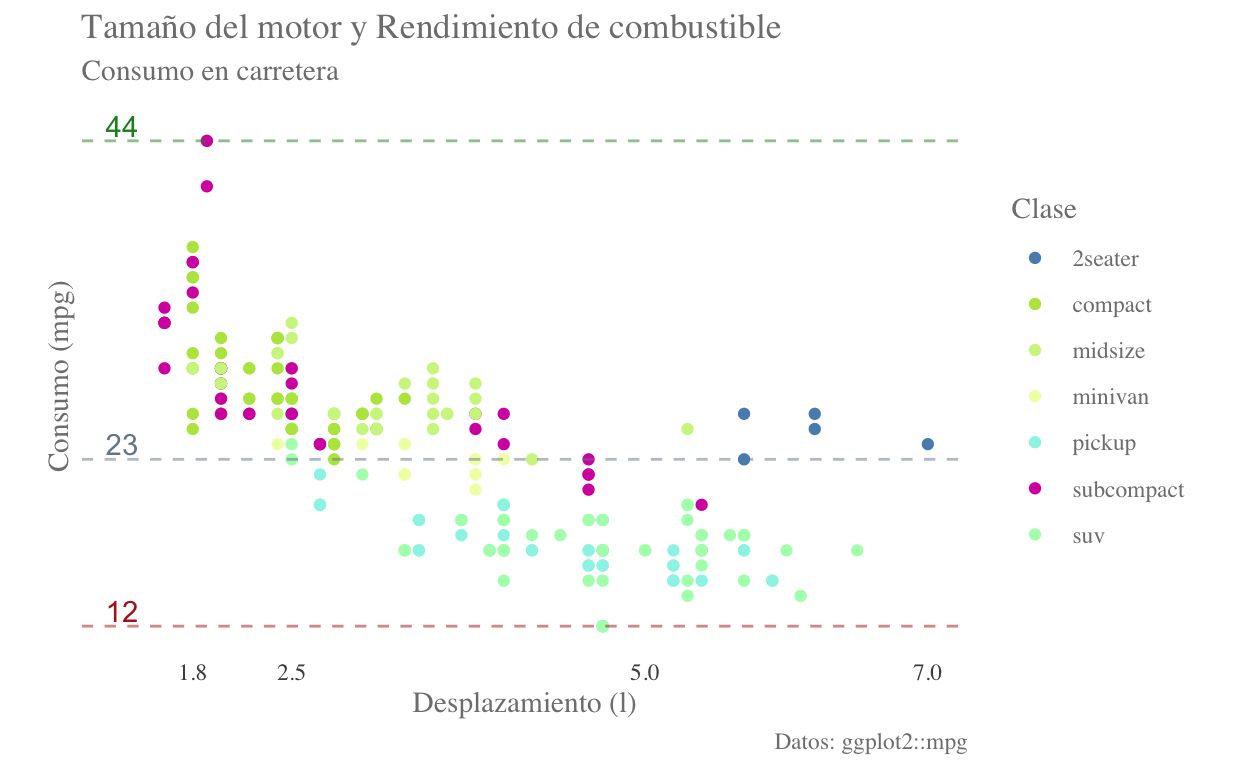 Tamaño del motor y Rendimiento de combustible
Consumo en carretera
44
23
12
Consumo (mpg)
1.8 2.5 5.0 7.0
Desplazamiento (l)
Clase
2seater
compact
midsize
minivan
pickup
subcompact
suv
Datos: ggplot2::mpg